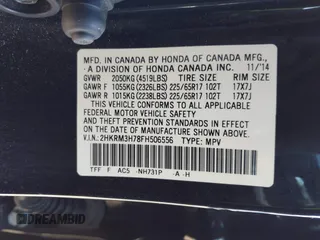 MFD. IN CANADA BY HONDA OF CANADA MFG.,
A DIVISION OF HONDA CANADA INC. 11/'14
GVWR 2050KG (4519LBS) TIRE SIZE RIM SIZE
GAWR F 1055KG (2326LBS) 225/65R17 102T 17X7J
GAWR R 1015KG (2238LBS) 225/65R17 102T 17X7J
THIS VEHICLE CONFORMS TO ALL APPLICABLE
FEDERAL MOTOR VEHICLE SAFETY, BUMPER, AND
THEFT PREVENTION STANDARDS IN EFFECT ON THE
DATE OF MANUFACTURE SHOWN ABOVE.
V.I.N.: 2HKRM3H78FH506556 TYPE: MPV
TFF F AC5 -NH731P -A -H
DREAMBID